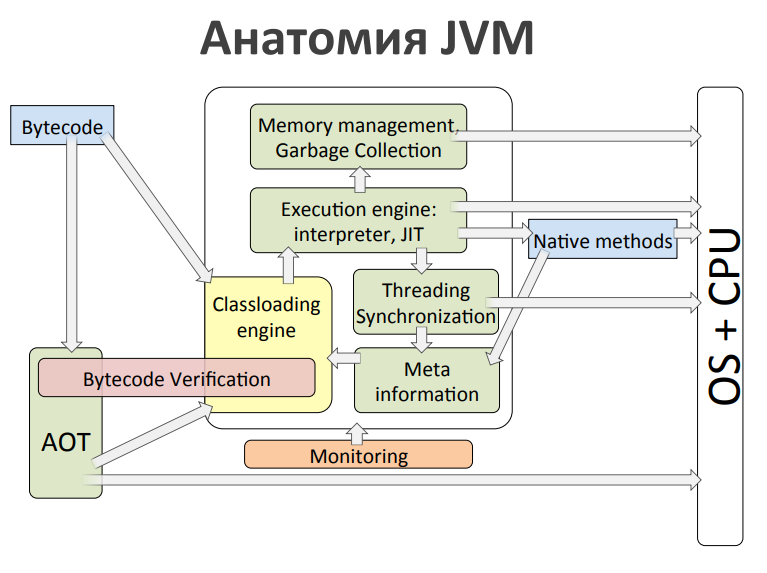 Анатомия JVM
Bytecode
Memory management,
Garbage Collection
Execution engine:
interpreter, JIT
Native methods
Classloading
engine
Threading
Synchronization
Meta
information
Bytecode Verification
AOT
Monitoring
OS + CPU